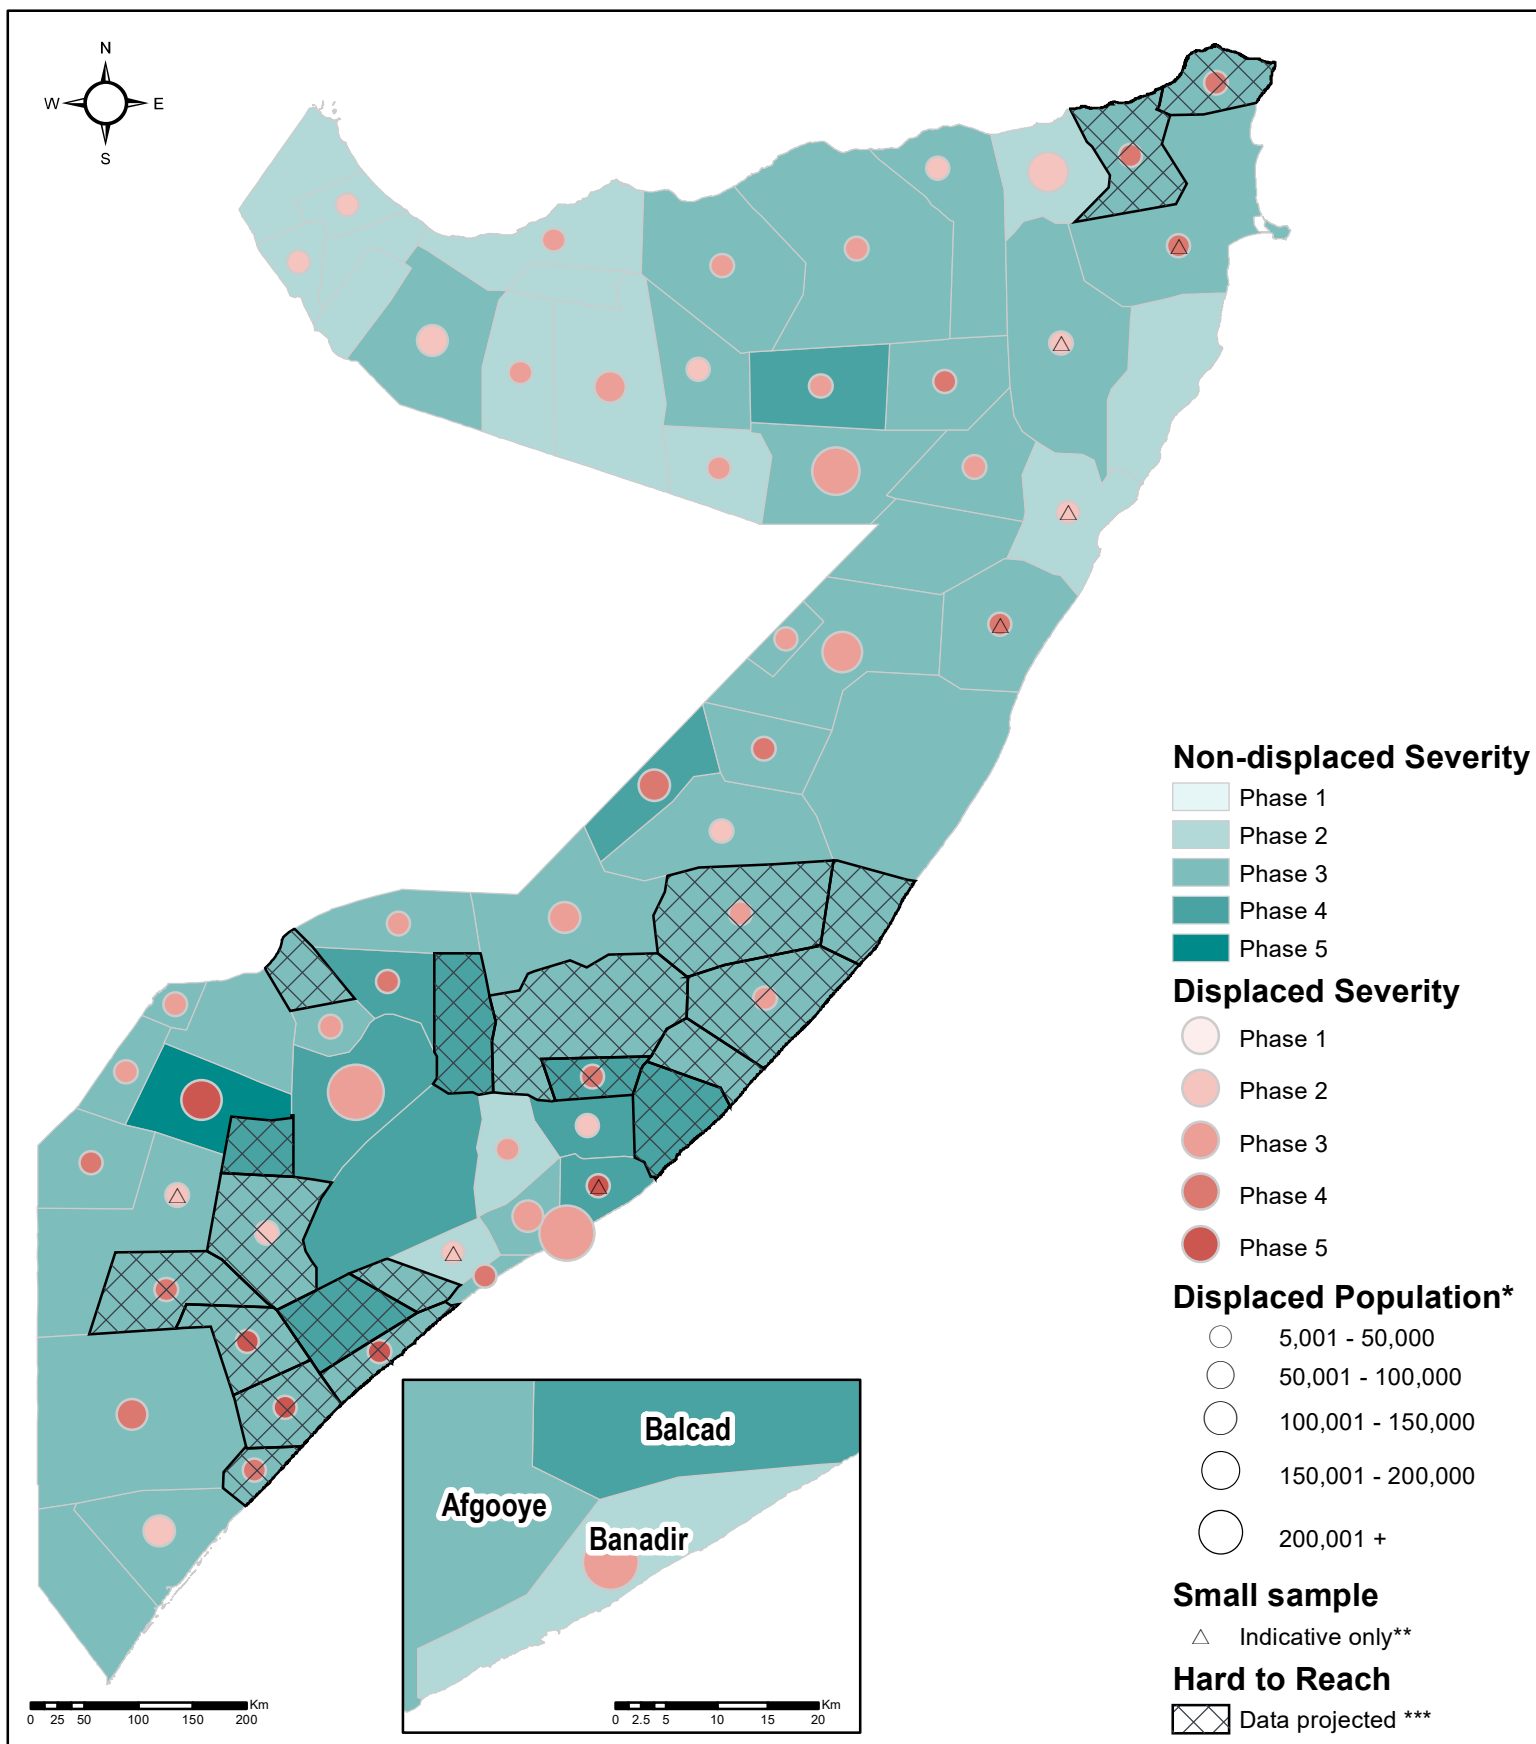 N
W
E
S
Non-displaced Severity
Phase 1
Phase 2
Phase 3
Phase 4
Phase 5
Displaced Severity
Phase 1
Phase 2
Phase 3
Phase 4
Phase 5
Displaced Population*
5,001 - 50,000
50,001 - 100,000
100,001 - 150,000
150,001 - 200,000
200,001 +
Small sample
Indicative only**
Hard to Reach
Data projected ***
Balcad
Afgooye
Banadir
Km
0 25 50 100 150 200
Km
0 2.5 5 10 15 20